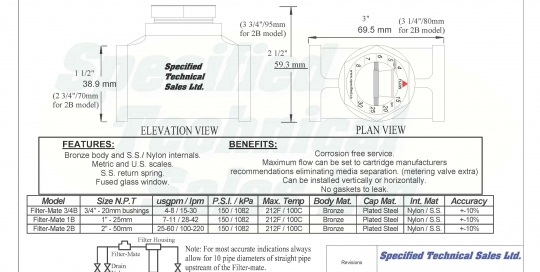 (3 3/4"/95mm
for 2B model)
3"
69.5 mm
(3 1/4"/80mm
for 2B model)
2 1/2"
59.3 mm
1 1/2"
38.9 mm
(2 3/4"/70mm
for 2B model)
Specified
Technical
Sales Ltd.
ELEVATION VIEW
PLAN VIEW
FEATURES:
Bronze body and S.S./ Nylon internals.
Metric and U.S. scales.
S.S. return spring.
Fused glass window.
BENEFITS:
Corrosion free service.
Maximum flow can be set to cartridge manufacturers
recommendations eliminating media separation. (metering valve extra)
Can be installed vertically or horizontally.
No gaskets to leak.
Model Size N.P.T usgpm / lpm P.S.I. / kPa Max. Temp Body Mat. Cap Mat. Int. Mat Accuracy
Filter-Mate 3/4B 3/4" - 20mm bushings 4-8 / 15-30 150 / 1082 212F / 100C Bronze Plated Steel Nylon / S.S. +-10%
Filter-Mate 1B 1" - 25mm 7-11 / 28-42 150 / 1082 212F / 100C Bronze Plated Steel Nylon / S.S. +-10%
Filter-Mate 2B 2" - 50mm 25-60 / 100-220 150 / 1082 212F / 100C Bronze Plated Steel Nylon / S.S. +-10%
Filter Housing
Filter-Mate
Drain
Note: For most accurate indications always
allow for 10 pipe diameters of straight pipe
upstream of the Filter-mate.
Revisions
Specified Technical Sales Ltd.